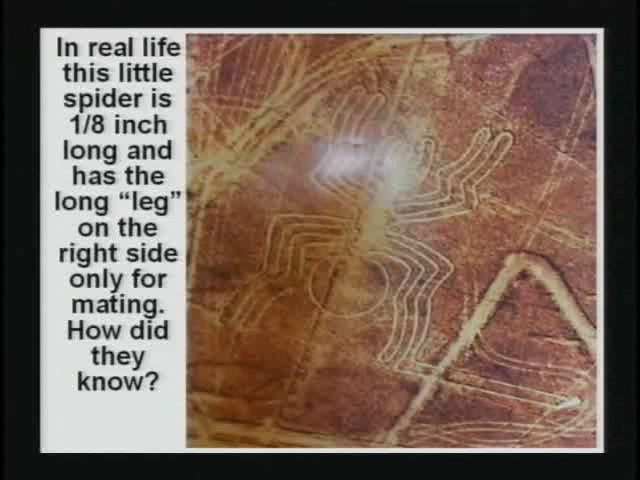 In real life
this little
spider is
1/8 inch
long and
has the
long “leg”
on the
right side
only for
mating.
How did
they
know?